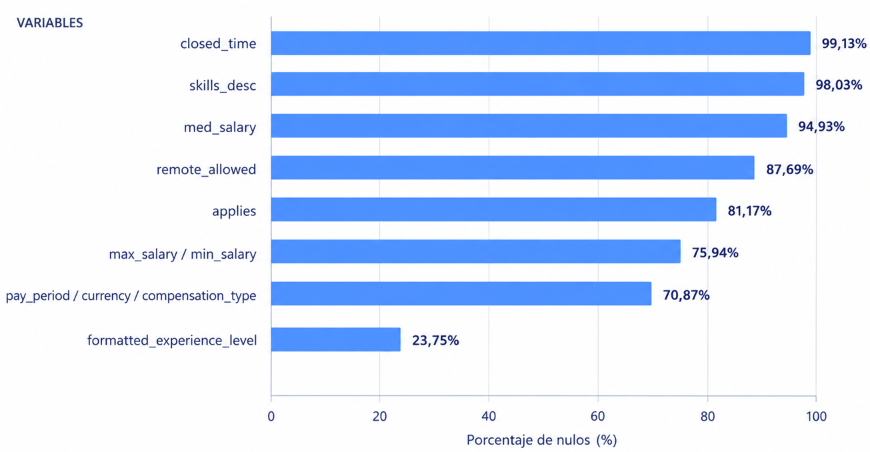 VARIABLES
closed_time 99,13%
skills_desc 98,03%
med_salary 94,93%
remote_allowed 87,69%
applies 81,17%
max_salary / min_salary 75,94%
pay_period / currency / compensation_type 70,87%
formatted_experience_level 23,75%
0 20 40 60 80 100
Porcentaje de nulos (%)